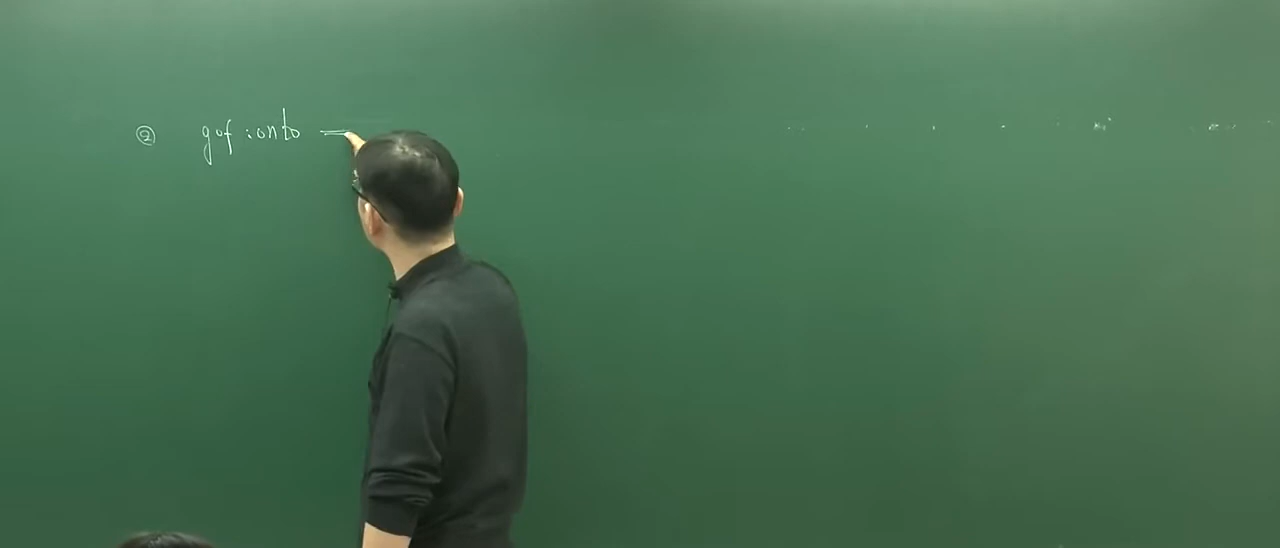 ② g∘f : onto =